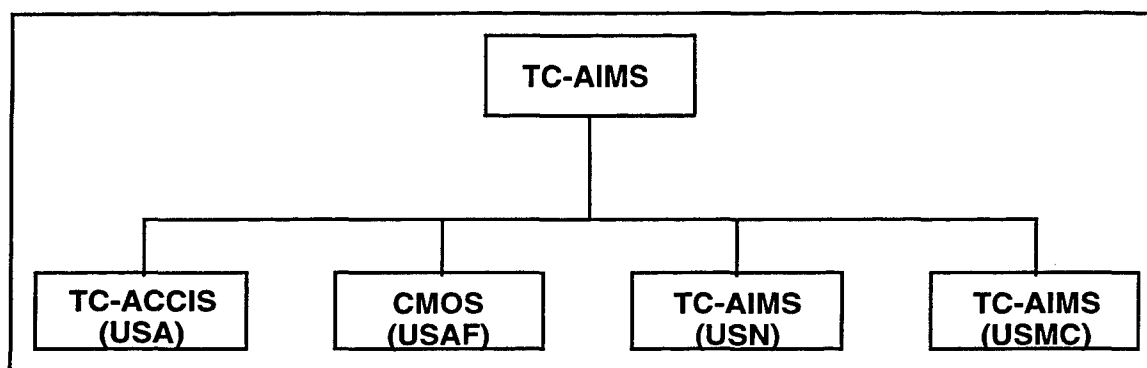 TC-AIMS
TC-ACCIS
(USA)
CMOS
(USAF)
TC-AIMS
(USN)
TC-AIMS
(USMC)